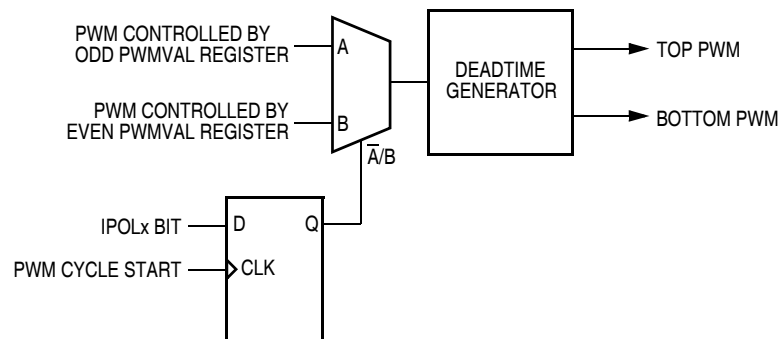 PWM CONTROLLED BY
ODD PWMVAL REGISTER
A
DEADTIME
GENERATOR
TOP PWM
PWM CONTROLLED BY
EVEN PWMVAL REGISTER
B
BOTTOM PWM
A̅/B
IPOLx BIT
D
Q
PWM CYCLE START
CLK